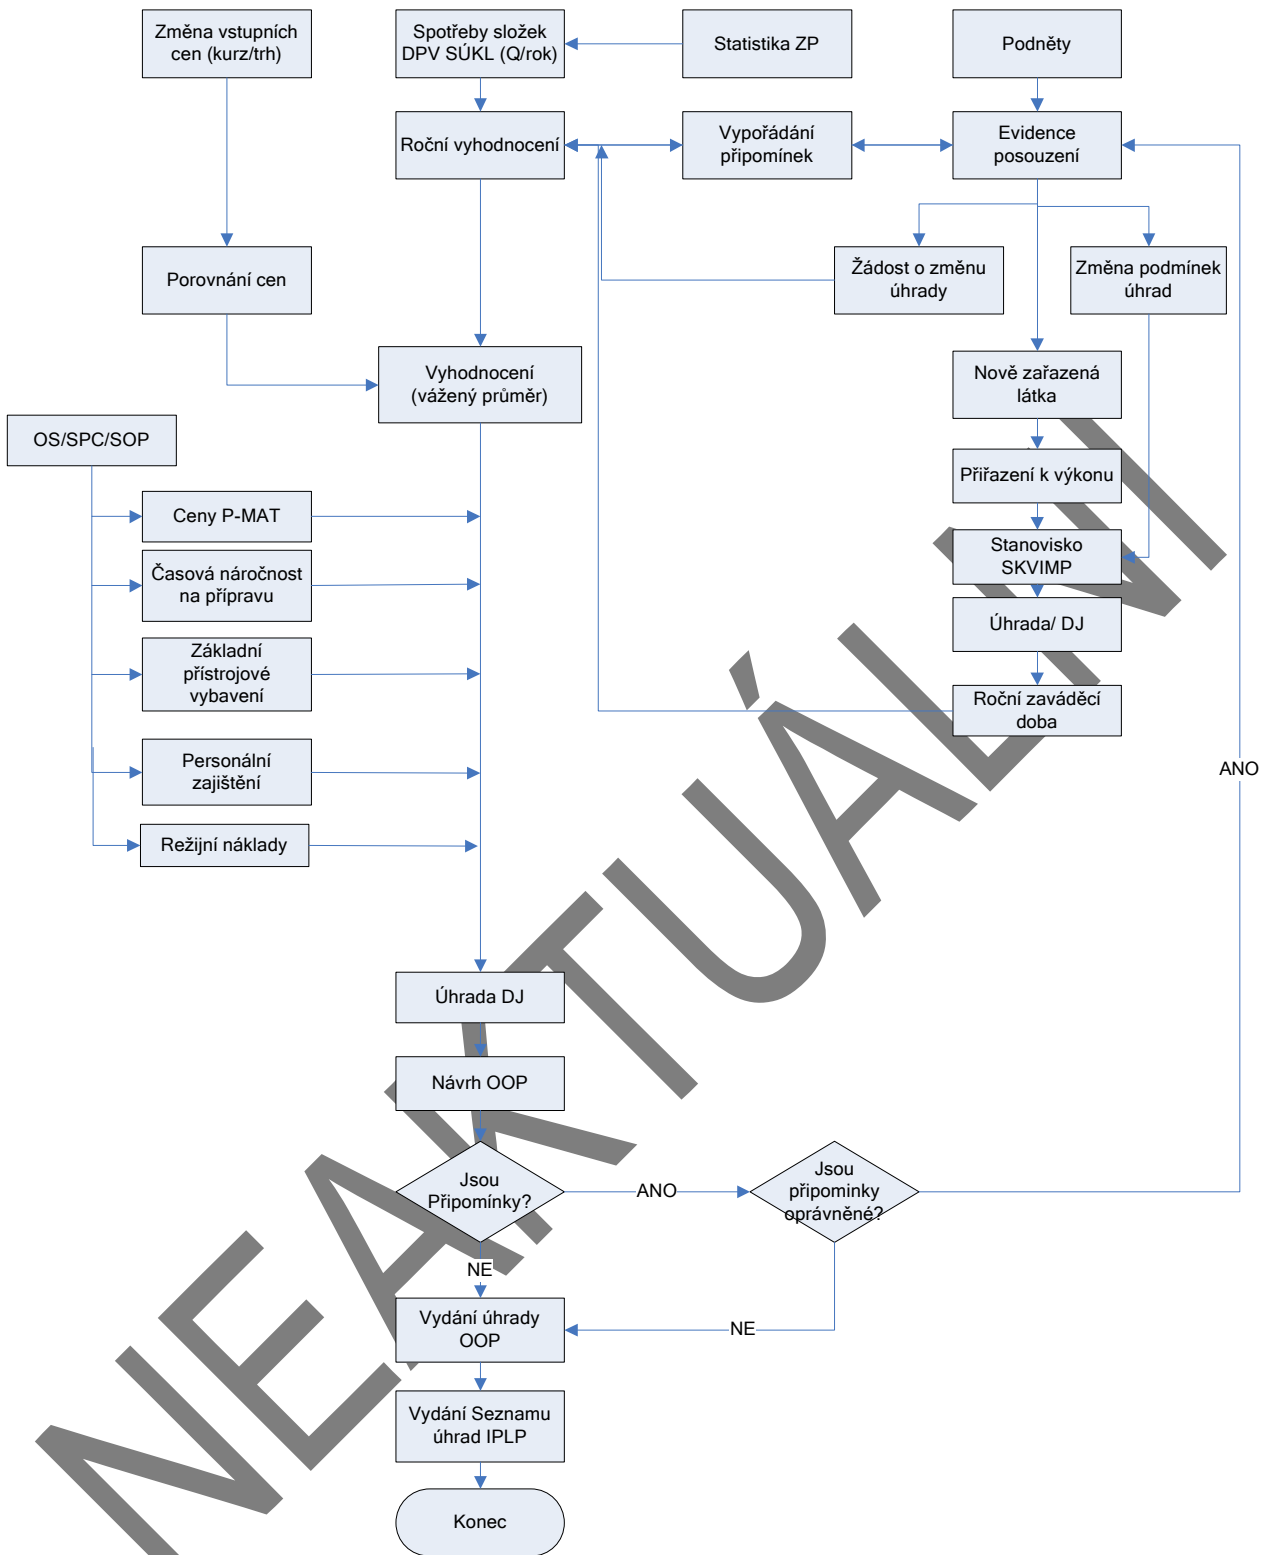 Změna vstupních
cen (kurz/trh)
Spotřeby složek
DPV SÚKL (Q/rok)
Statistika ZP
Podněty
Roční vyhodnocení
Vypořádání
připomínek
Evidence
posouzení
Porovnání cen
Žádost o změnu
úhrady
Změna podmínek
úhrad
Vyhodnocení
(vážený průměr)
Nově zařazená
látka
OS/SPC/SOP
Přiřazení k výkonu
Ceny P-MAT
Stanovisko
SKVIMP
Časová náročnost
na přípravu
Úhrada/ DJ
Základní
přístrojové
vybavení
Roční zaváděcí
doba
Personální
zajištění
ANO
Režijní náklady
Úhrada DJ
Návrh OOP
Jsou
Připomínky?
ANO
Jsou
připominky
oprávněné?
NE
Vydání úhrady
OOP
NE
Vydání Seznamu
úhrad IPLP
Konec
NEAKTUÁLNÍ